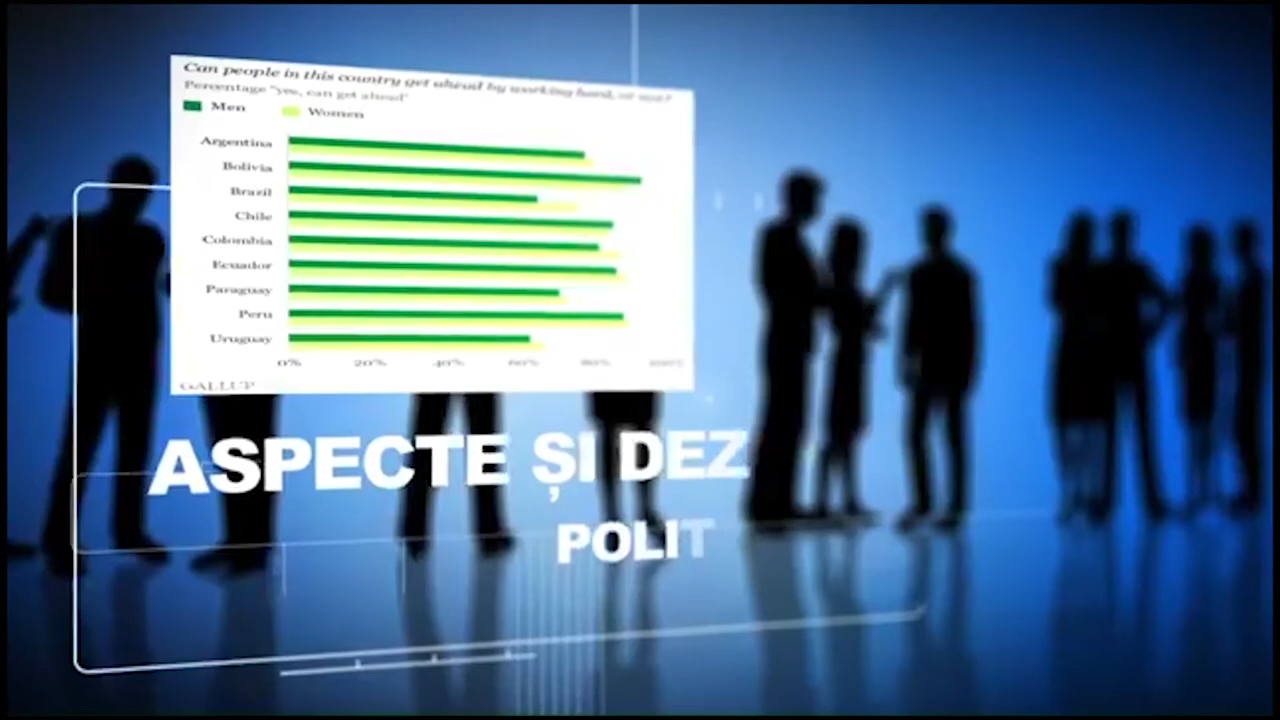 Can people in this country get ahead by working hard, or not?
Percentage "yes, can get ahead"
Men Women
Argentina
Bolivia
Brazil
Chile
Colombia
Ecuador
Paraguay
Peru
Uruguay
0% 20% 40% 60% 80% 100%
GALLUP
ASPECTE ȘI DEZ
POLIT